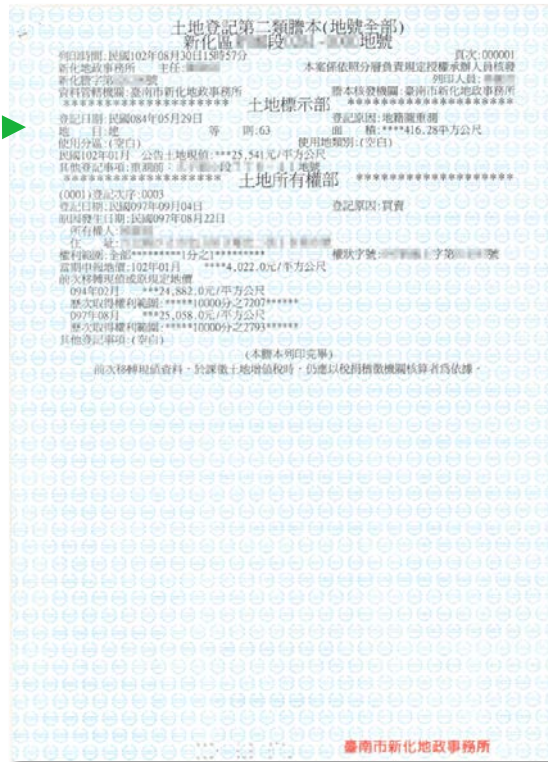 土地登記第二類謄本(地號全部)
新化區 段 地號
列印時間:民國102年08月30日15時57分 頁次:000001
新化地政事務所 主任: 本案係依照分層負責規定授權承辦人員核發
新化謄字第 號 列印人員:
資料管轄機關:臺南市新化地政事務所 謄本核發機關:臺南市新化地政事務所
******************** 土地標示部 ********************
登記日期:民國084年05月29日 登記原因:地籍圖重測
地 目:建 等 則:63 面 積:****416.28平方公尺
使用分區:(空白) 使用地類別:(空白)
民國102年01月 公告土地現值:***25,541元/平方公尺
其他登記事項:重測前: 地號
******************** 土地所有權部 ********************
(0001)登記次序:0003
登記日期:民國097年09月04日 登記原因:買賣
原因發生日期:民國097年08月22日
所有權人:
住 址:
權利範圍:全部********1分之1********* 權狀字號: 字第 號
當期申報地價:102年01月 ****4,022.0元/平方公尺
前次移轉現值或原規定地價:
094年02月 ***24,882.0元/平方公尺
歷次取得權利範圍:*****10000分之7207******
097年08月 ***25,058.0元/平方公尺
歷次取得權利範圍:*****10000分之2793******
其他登記事項:(空白)
(本謄本列印完畢)
前次移轉現值資料,於課徵土地增值稅時,仍應以稅捐稽徵機關核算者為依據。
臺南市新化地政事務所